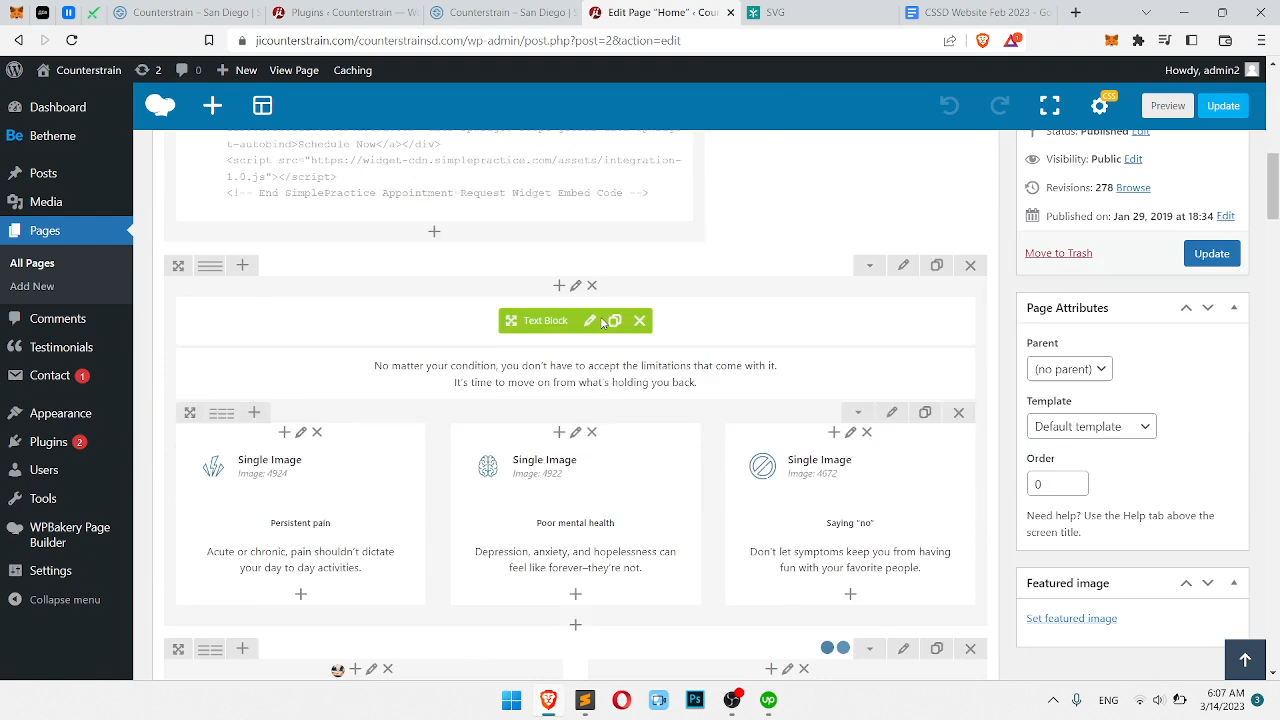 Counterstrain – San Diego |
Plugins ‹ Counterstrain — W
Counterstrain – San Diego |
Edit Page "Home" ‹ Counter
SVG
CSSD Website Feb 2023 - Go
jicounterstrain.com/counterstrainsd.com/wp-admin/post.php?post=2&action=edit
Counterstrain
2
0
New
View Page
Caching
Howdy, admin2
CSS
Preview
Update
Dashboard
Betheme
Posts
Media
Pages
All Pages
Add New
Comments
Testimonials
Contact 1
Appearance
Plugins 2
Users
Tools
WPBakery Page
Builder
Settings
Collapse menu
t-autobind>Schedule Now</a></div>
<script src="https://widget-cdn.simplepractice.com/assets/integration-
1.0.js"></script>
<!-- End SimplePractice Appointment-Request Widget Embed Code -->
Text Block
No matter your condition, you don't have to accept the limitations that come with it.
It's time to move on from what's holding you back.
Single Image
Image: 4924
Persistent pain
Acute or chronic, pain shouldn't dictate
your day to day activities.
Single Image
Image: 4922
Poor mental health
Depression, anxiety, and hopelessness can
feel like forever–they're not.
Single Image
Image: 4672
Saying "no"
Don't let symptoms keep you from having
fun with your favorite people.
Status: Published Edit
Visibility: Public Edit
Revisions: 278 Browse
Published on: Jan 29, 2019 at 18:34 Edit
Move to Trash
Update
Page Attributes
Parent
(no parent)
Template
Default template
Order
0
Need help? Use the Help tab above the
screen title.
Featured image
Set featured image
Ps
up
ENG
6:07 AM
3/14/2023
3